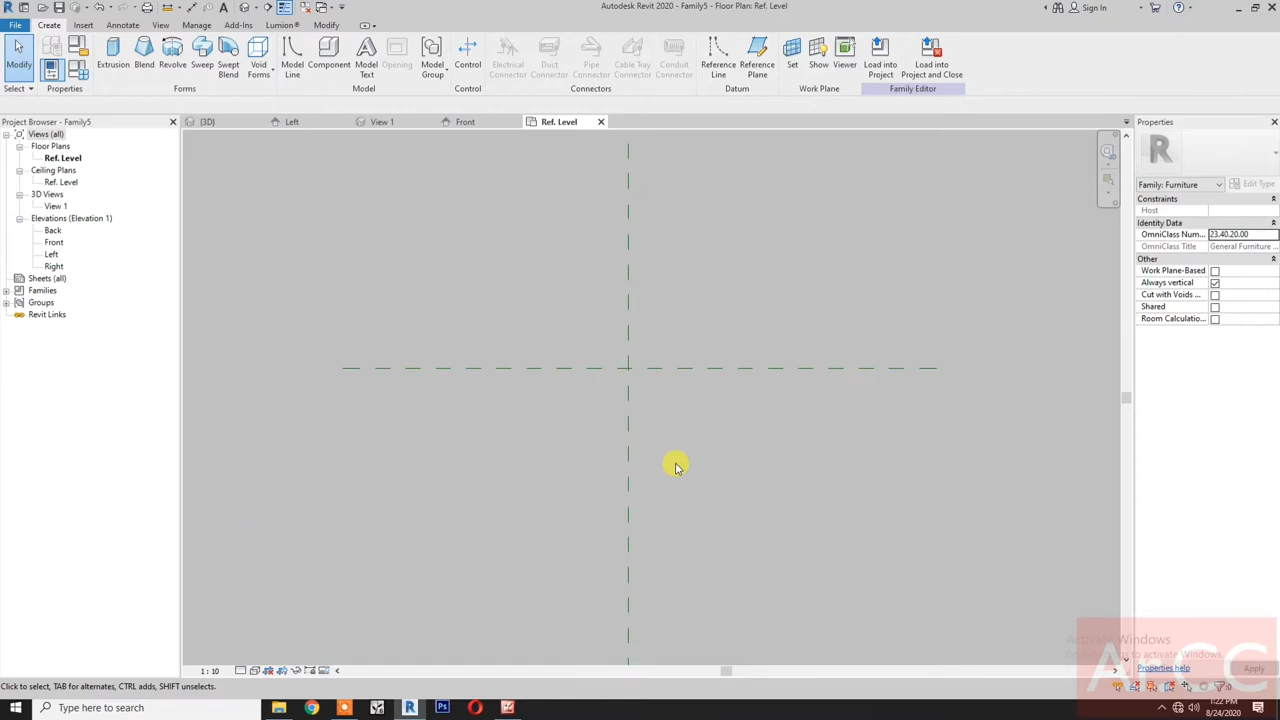 Autodesk Revit 2020 - Family5 - Floor Plan: Ref. Level
Sign In
File Create Insert Annotate View Manage Add-Ins Lumion® Modify
Modify Extrusion Blend Revolve Sweep Swept Blend Void Forms Model Line Component Model Text Opening Model Group Control Electrical Connector Duct Connector Pipe Connector Cable Tray Connector Conduit Connector Reference Line Reference Plane Set Show Viewer Load into Project Load into Project and Close
Select Properties Forms Model Control Connectors Datum Work Plane Family Editor
Project Browser - Family5
{3D} Left View 1 Front Ref. Level
Properties
Views (all)
Floor Plans
Ref. Level
Ceiling Plans
Ref. Level
3D Views
View 1
Elevations (Elevation 1)
Back
Front
Left
Right
Sheets (all)
Families
Groups
Revit Links
Family: Furniture
Edit Type
Constraints
Host
Identity Data
OmniClass Num... 23.40.20.00
OmniClass Title General Furniture ...
Other
Work Plane-Based
Always vertical
Cut with Voids ...
Shared
Room Calculatio...
Activate Windows
Properties help
Apply
ARCC
1 : 10
Click to select, TAB for alternates, CTRL adds, SHIFT unselects.
:0
Type here to search
1:22 PM
8/24/2020